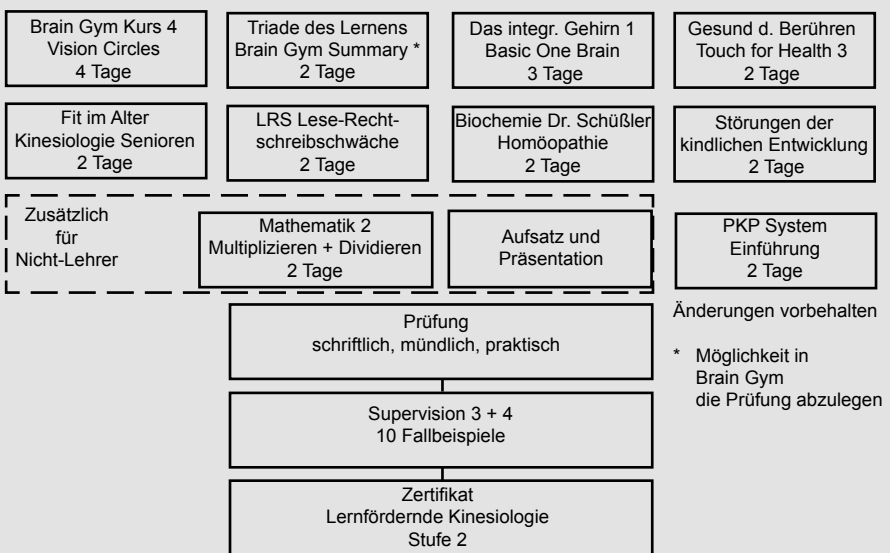 Brain Gym Kurs 4
Vision Circles
4 Tage
Triade des Lernens
Brain Gym Summary *
2 Tage
Das integr. Gehirn 1
Basic One Brain
3 Tage
Gesund d. Berühren
Touch for Health 3
2 Tage
Fit im Alter
Kinesiologie Senioren
2 Tage
LRS Lese-Recht-
schreibschwäche
2 Tage
Biochemie Dr. Schüßler
Homöopathie
2 Tage
Störungen der
kindlichen Entwicklung
2 Tage
Zusätzlich
für
Nicht-Lehrer
Mathematik 2
Multiplizieren + Dividieren
2 Tage
Aufsatz und
Präsentation
PKP System
Einführung
2 Tage
Prüfung
schriftlich, mündlich, praktisch
Änderungen vorbehalten
* Möglichkeit in
Brain Gym
die Prüfung abzulegen
Supervision 3 + 4
10 Fallbeispiele
Zertifikat
Lernfördernde Kinesiologie
Stufe 2